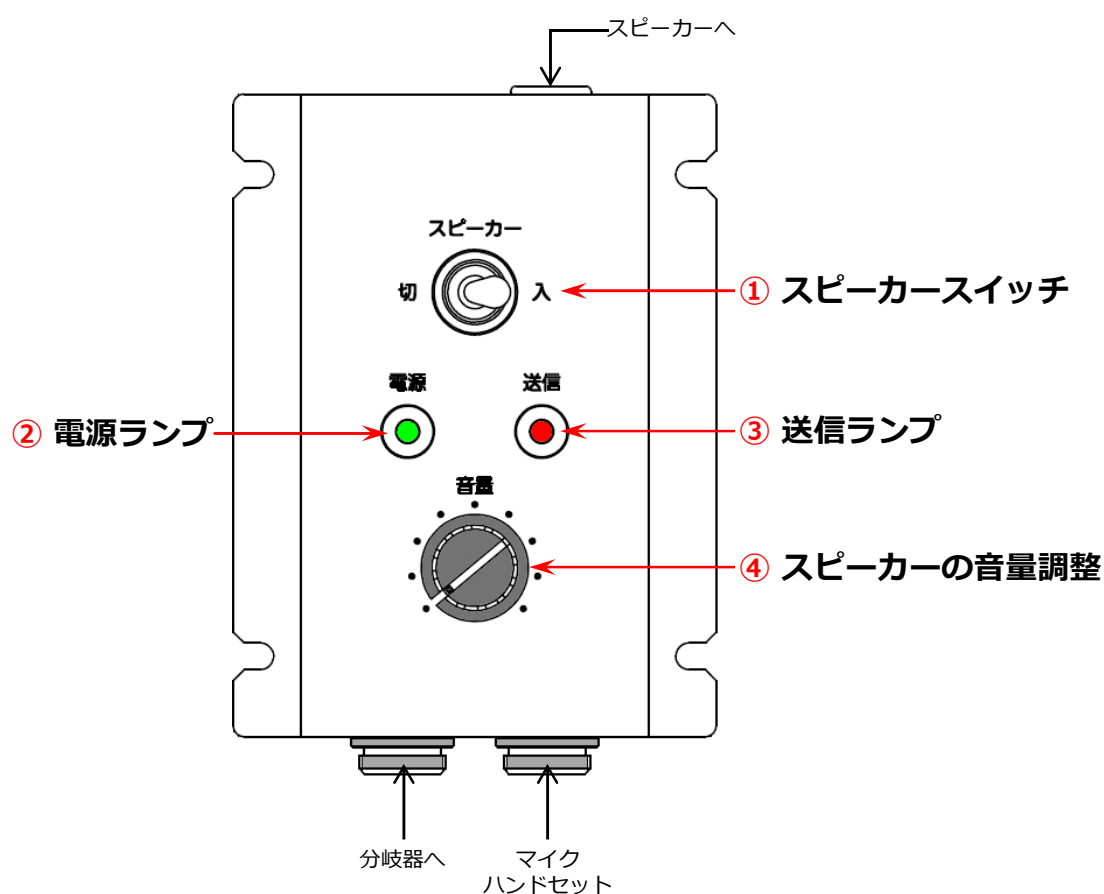 スピーカーへ
スピーカー
切
入
① スピーカースイッチ
電源
送信
② 電源ランプ
③ 送信ランプ
音量
④ スピーカーの音量調整
分岐器へ
マイク
ハンドセット